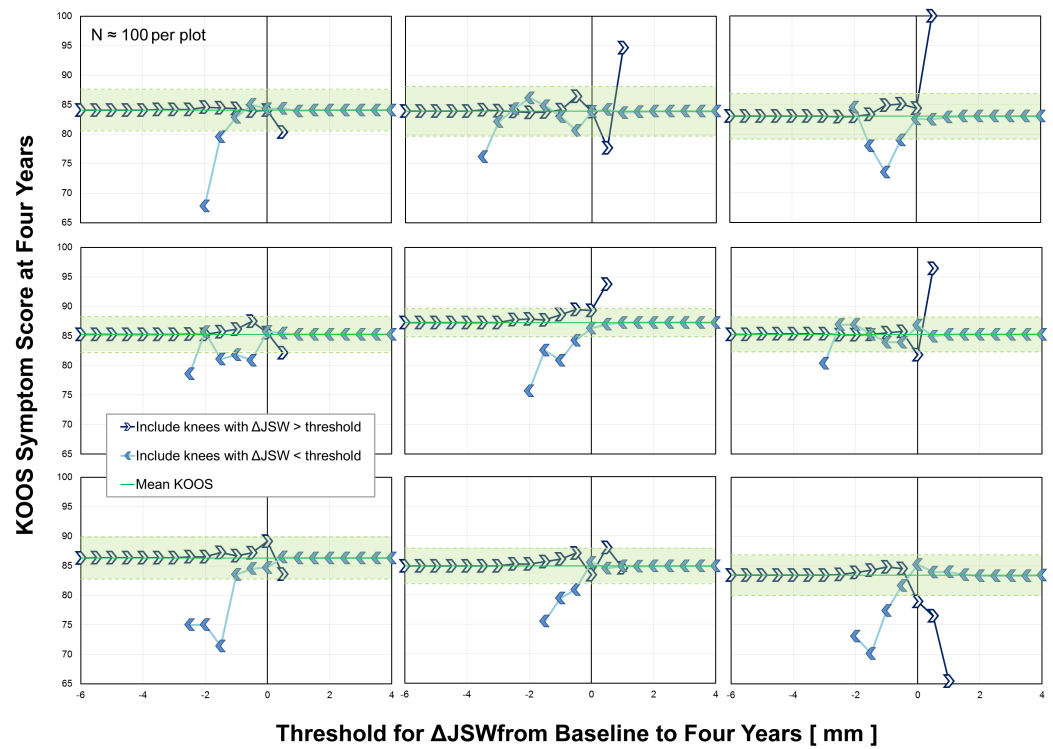 100
95
90
85
80
75
70
65
N ≈ 100 per plot
100
95
90
85
80
75
70
65
100
95
90
85
80
75
70
65
KOOS Symptom Score at Four Years
Include knees with ΔJSW > threshold
Include knees with ΔJSW < threshold
Mean KOOS
-6 -4 -2 0 2 4
-6 -4 -2 0 2 4
-6 -4 -2 0 2 4
Threshold for ΔJSWfrom Baseline to Four Years [ mm ]